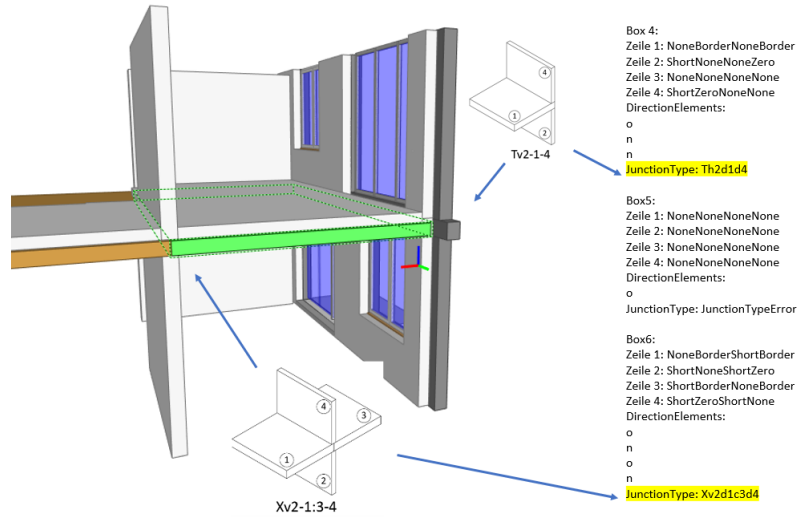 Box 4:
Zeile 1: NoneBorderNoneBorder
Zeile 2: ShortNoneNoneZero
Zeile 3: NoneNoneNoneNone
Zeile 4: ShortZeroNoneNone
DirectionElements:
o
n
n
JunctionType: Th2d1d4
4
1
2
Tv2-1-4
Box5:
Zeile 1: NoneNoneNoneNone
Zeile 2: NoneNoneNoneNone
Zeile 3: NoneNoneNoneNone
Zeile 4: NoneNoneNoneNone
DirectionElements:
o
JunctionType: JunctionTypeError
Box6:
Zeile 1: NoneBorderShortBorder
Zeile 2: ShortNoneShortZero
Zeile 3: ShortBorderNoneBorder
Zeile 4: ShortZeroShortNone
DirectionElements:
o
n
o
n
JunctionType: Xv2d1c3d4
4
3
1
2
Xv2-1:3-4